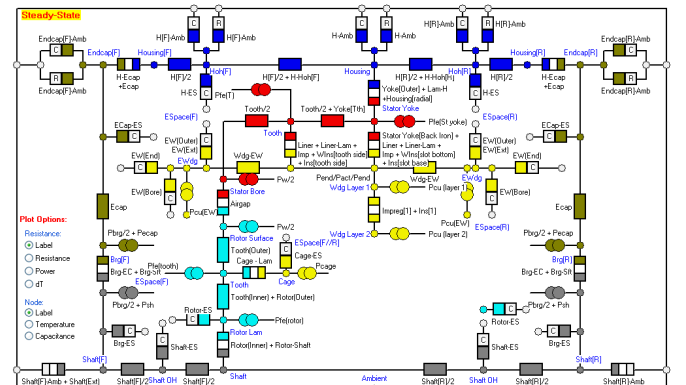 Steady-State
Endcap[F]-Amb
C
R
Endcap[F]-Amb
Endcap[F]
Housing[F]
H-Ecap
+Ecap
H[F]/2
C
R
H[F]-Amb
H[F]-Amb
Hoh[F]
H[F]/2 + H-Hoh[F]
H-ES
C
Pfe(T)
C
R
H-Amb
H-Amb
Housing
Yoke[Outer] + Lam-H
+Housing[radial]
Stator Yoke
H[R]/2 + H-Hoh[R]
C
R
H[R]-Amb
H[R]-Amb
Hoh[R]
H-ES
C
H[R]/2
Housing[R]
H-Ecap
+Ecap
Endcap[R]
Endcap[R]-Amb
C
R
Endcap[R]-Amb
Tooth/2
Tooth/2 + Yoke[Tth]
Pfe(St yoke)
Tooth
ESpace(F)
ESpace(R)
ECap-ES
C
EW(Outer)
EW(Ext)
C
Liner + Liner-Lam +
Imp + WIns[tooth side]
+ Ins[tooth side]
Stator Yoke[Back Iron] +
Liner + Liner-Lam +
Imp + WIns[slot bottom]
+ Ins[slot base]
EW(Outer)
EW(Ext)
C
ECap-ES
C
EW(End)
C
EWdg
Wdg-EW
Wdg-EW
EWdg
EW(End)
C
EW(Bore)
C
Pcu(EW)
Pw/2
Stator Bore
Airgap
Pend/Pact/Pend
Wdg Layer 1
Pcu (layer 1)
Impreg[1] + Ins[1]
Wdg Layer 2
Pcu (layer 2)
EW(Bore)
C
Pcu(EW)
ESpace(R)
Ecap
Ecap
Plot Options:
Resistance:
Label
Resistance
Power
dT
Node:
Label
Temperature
Capacitance
Pbrg/2 + Pecap
Brg[F]
Brg-EC + Brg-Sft
ESpace(F)
Pbrg/2 + Psh
C
Brg-ES
Pw/2
Rotor Surface
Tooth(Outer)
ESpace(F//R)
C
Cage-ES
Pfe(tooth)
Cage - Lam
Cage
Pcage
Tooth
Tooth(Inner) + Rotor(Outer)
Rotor-ES
C
Pfe(rotor)
Rotor Lam
Rotor(Inner) + Rotor-Shaft
C
Shaft-ES
Pbrg/2 + Pecap
Brg[R]
Brg-EC + Brg-Sft
Pbrg/2 + Psh
C
Rotor-ES
C
Shaft-ES
C
Brg-ES
Shaft[F]
Shaft[F]-Amb + Shaft(Ext)
Shaft[F]/2
Shaft OH
Shaft[F]/2
Shaft
Ambient
Shaft[R]/2
Shaft OH
Shaft[R]/2
Shaft[R]
Shaft[R]-Amb